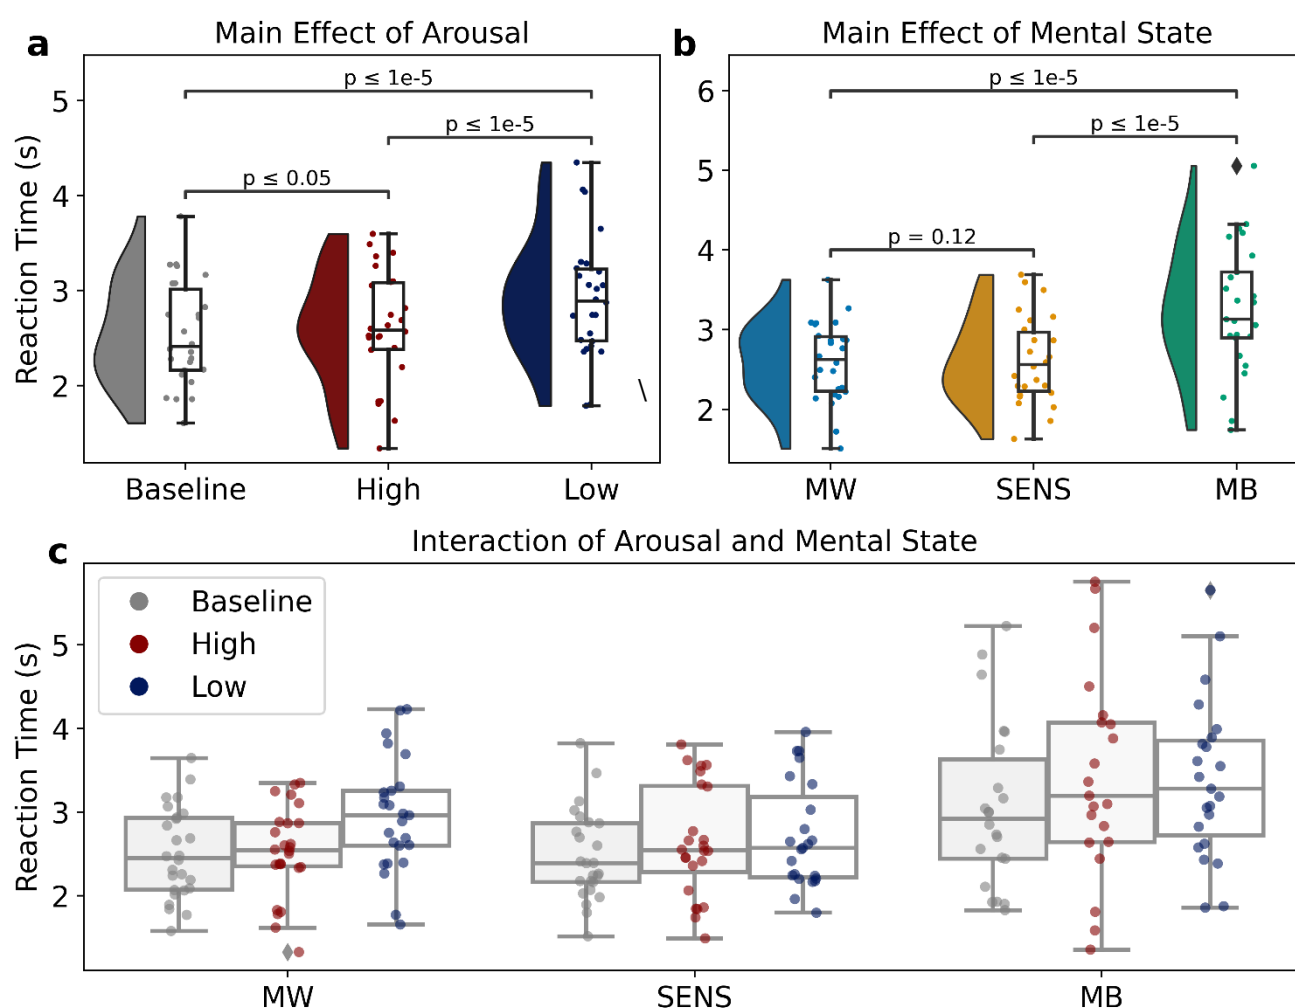 a
Main Effect of Arousal
p ≤ 1e-5
p ≤ 1e-5
p ≤ 0.05
Reaction Time (s)
5
4
3
2
\
Baseline High Low
b
Main Effect of Mental State
p ≤ 1e-5
p ≤ 1e-5
p = 0.12
6
5
4
3
2
MW SENS MB
c
Interaction of Arousal and Mental State
Baseline
High
Low
Reaction Time (s)
5
4
3
2
MW SENS MB